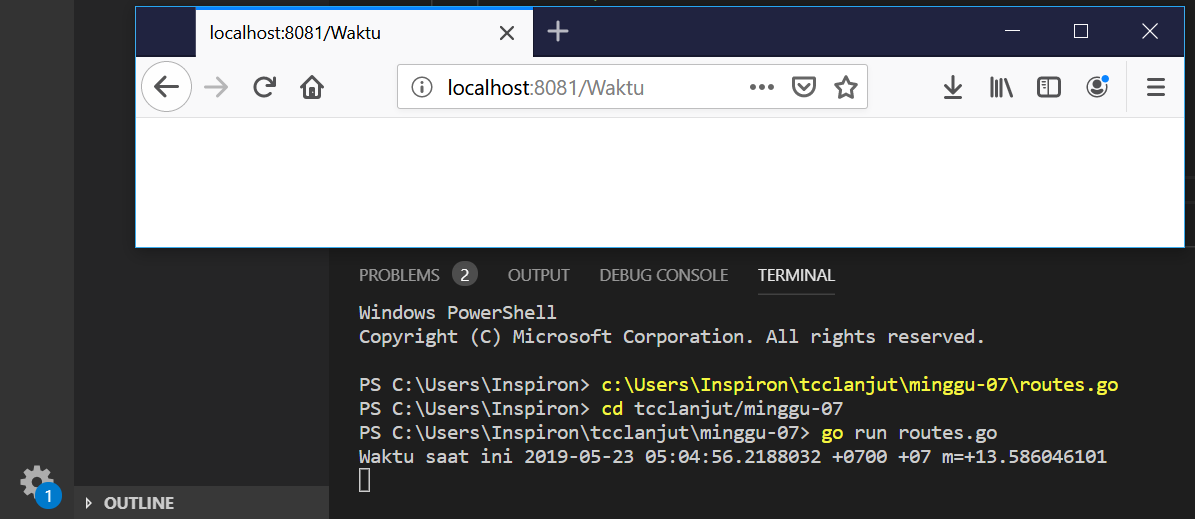 localhost:8081/Waktu
localhost:8081/Waktu
PROBLEMS 2 OUTPUT DEBUG CONSOLE TERMINAL
Windows PowerShell
Copyright (C) Microsoft Corporation. All rights reserved.
PS C:\Users\Inspiron> c:\Users\Inspiron\tcclanjut\minggu-07\routes.go
PS C:\Users\Inspiron> cd tcclanjut/minggu-07
PS C:\Users\Inspiron\tcclanjut\minggu-07> go run routes.go
Waktu saat ini 2019-05-23 05:04:56.2188032 +0700 +07 m=+13.586046101
1
OUTLINE